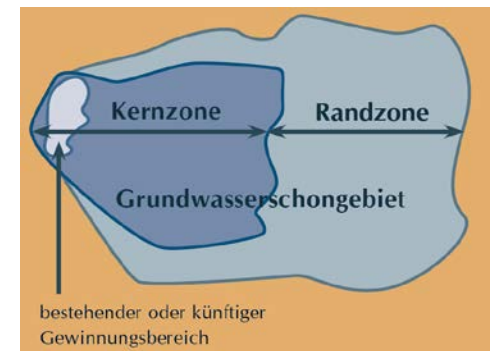 Kernzone
Randzone
Grundwasserschongebiet
bestehender oder künftiger
Gewinnungsbereich